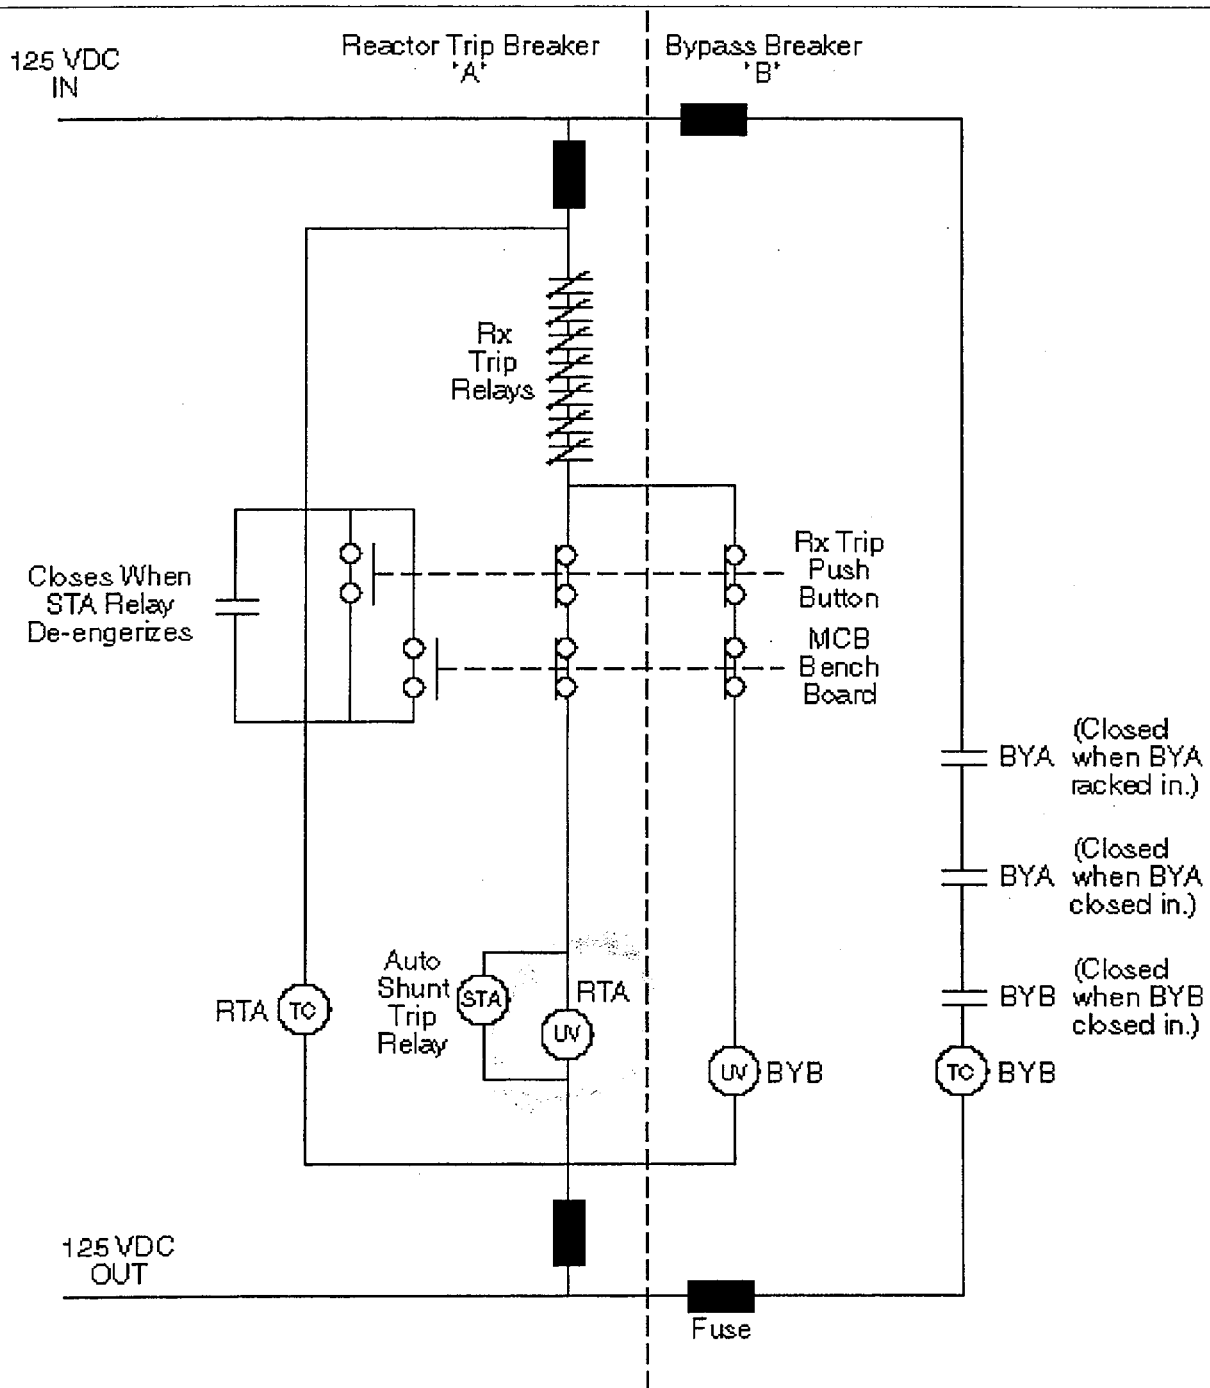 Reactor Trip Breaker
'A'
Bypass Breaker
'B'
125 VDC
IN
Rx
Trip
Relays
Closes When
STA Relay
De-engerizes
Rx Trip
Push
Button
MCB
Bench
Board
BYA
(Closed
when BYA
racked in.)
BYA
(Closed
when BYA
closed in.)
BYB
(Closed
when BYB
closed in.)
Auto
Shunt
Trip
Relay
STA
RTA
UV
RTA
TC
UV
BYB
TC
BYB
125 VDC
OUT
Fuse